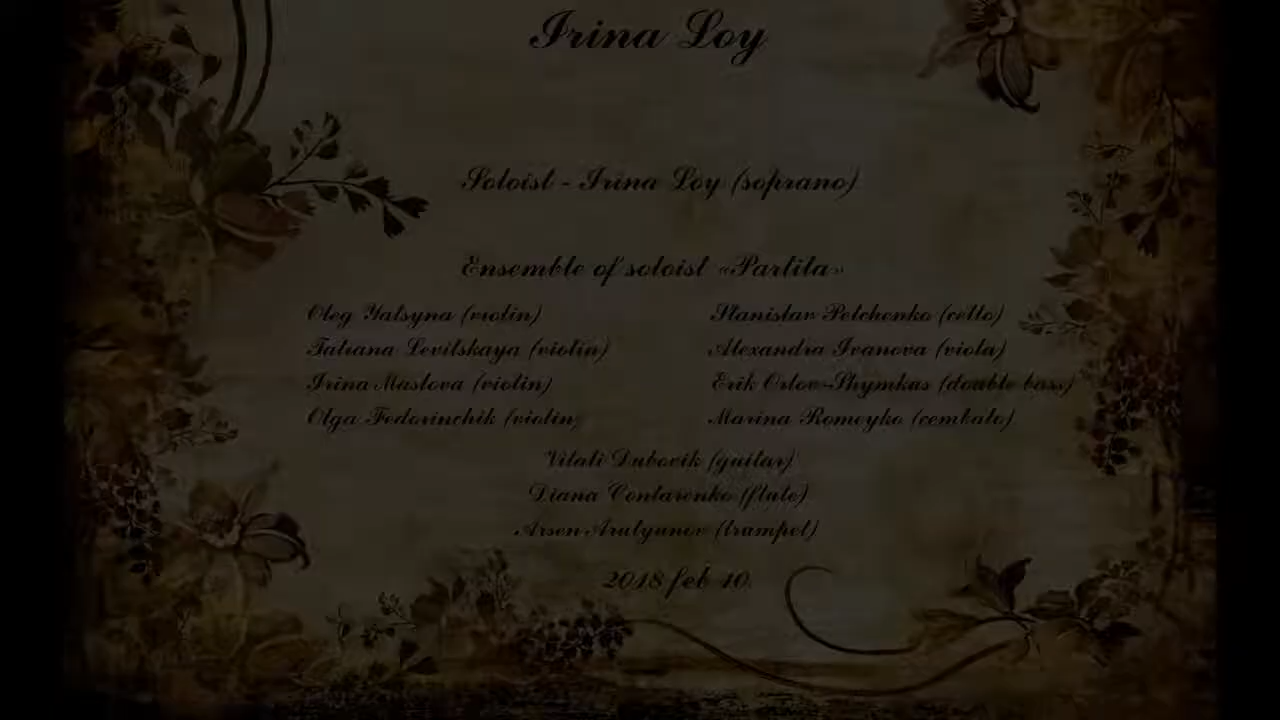 Irina Loy
Soloist - Irina Loy (soprano)
Ensemble of soloist «Partita»
Oleg Yatsyna (violin)
Stanislav Petchenko (cello)
Tatiana Levitskaya (violin)
Alexandra Ivanova (viola)
Irina Maslova (violin)
Erik Orlov-Shymkus (double bass)
Olga Fedorinchik (violin)
Marina Romeyko (cembalo)
Vitali Dubovik (guitar)
Diana Contarenko (flute)
Arsen Arutyunov (trumpet)
2018 feb 10.